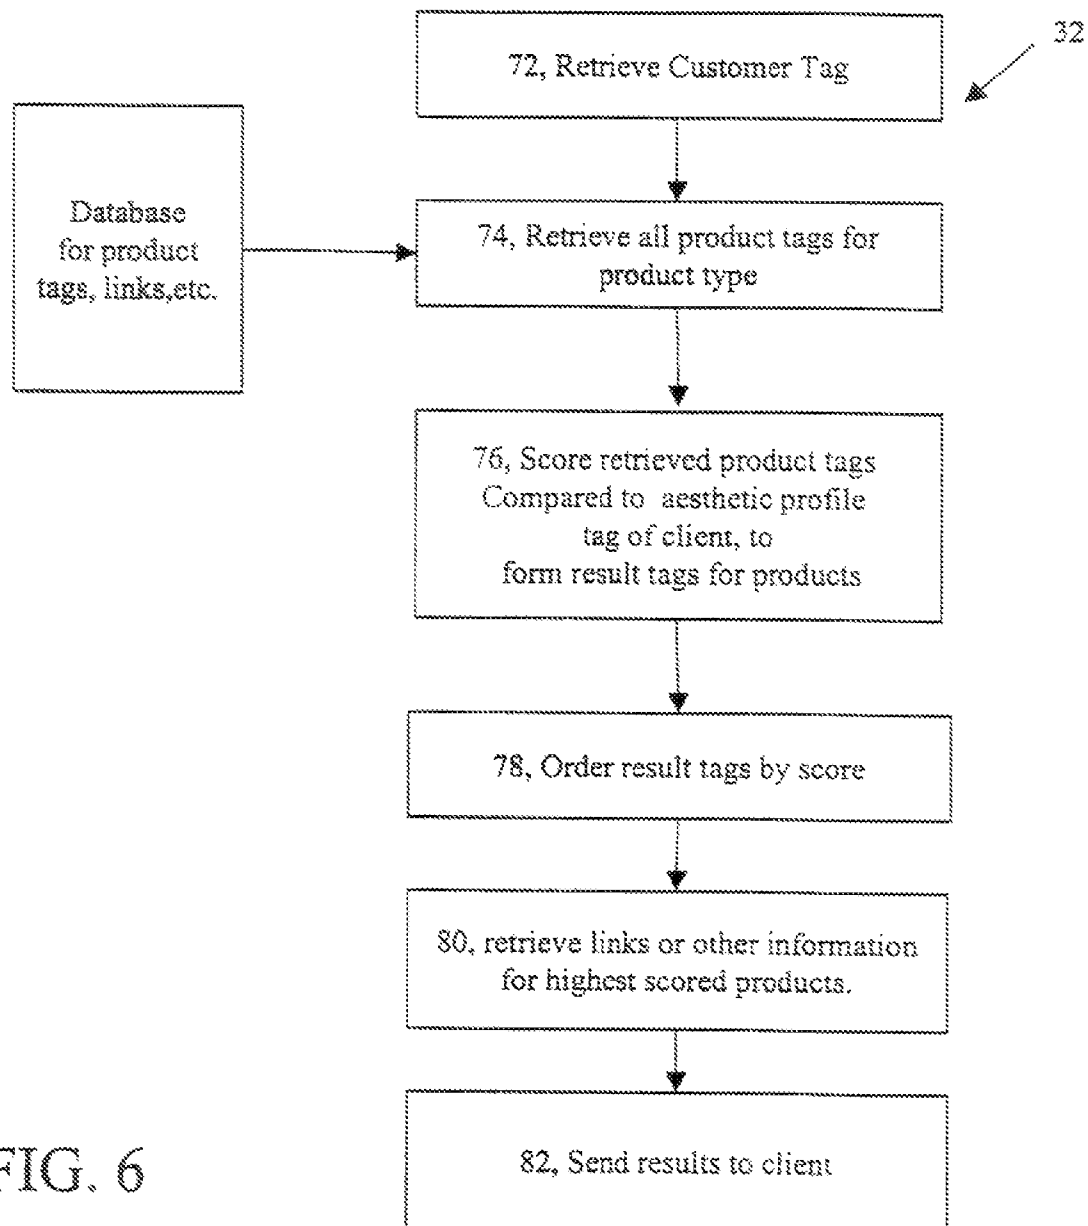 32
72, Retrieve Customer Tag
Database
for product
tags, links,etc.
74, Retrieve all product tags for
product type
76, Score retrieved product tags
Compared to aesthetic profile
tag of client, to
form result tags for products
78, Order result tags by score
80, retrieve links or other information
for highest scored products.
82, Send results to client
FIG. 6